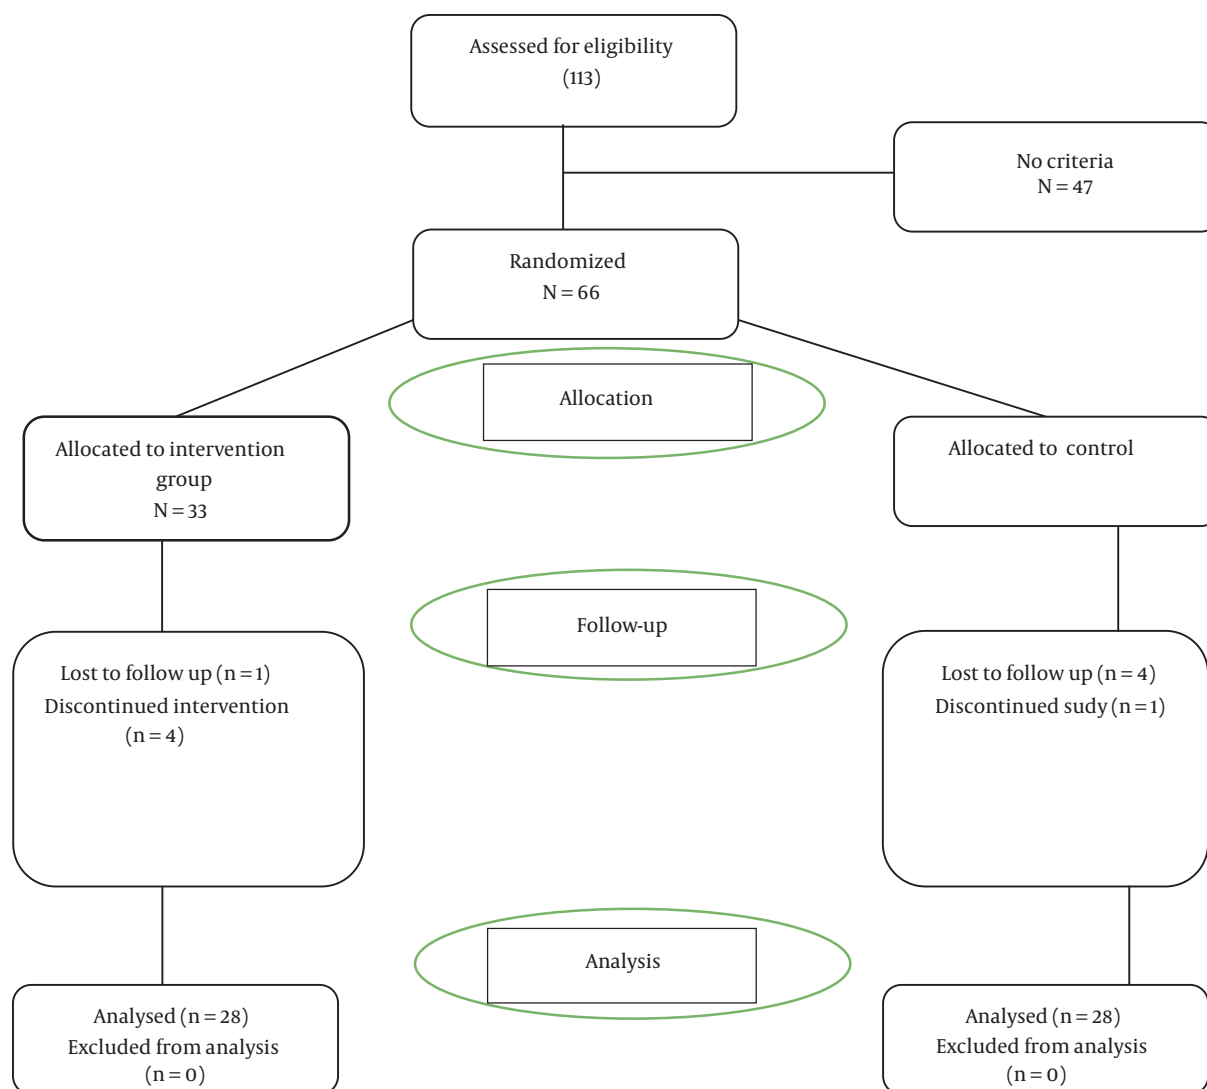 Assessed for eligibility
(113)
No criteria
N = 47
Randomized
N = 66
Allocation
Allocated to intervention
group
N = 33
Allocated to control
Follow-up
Lost to follow up (n = 1)
Discontinued intervention
(n = 4)
Lost to follow up (n = 4)
Discontinued sudy (n = 1)
Analysis
Analysed (n = 28)
Excluded from analysis
(n = 0)
Analysed (n = 28)
Excluded from analysis
(n = 0)